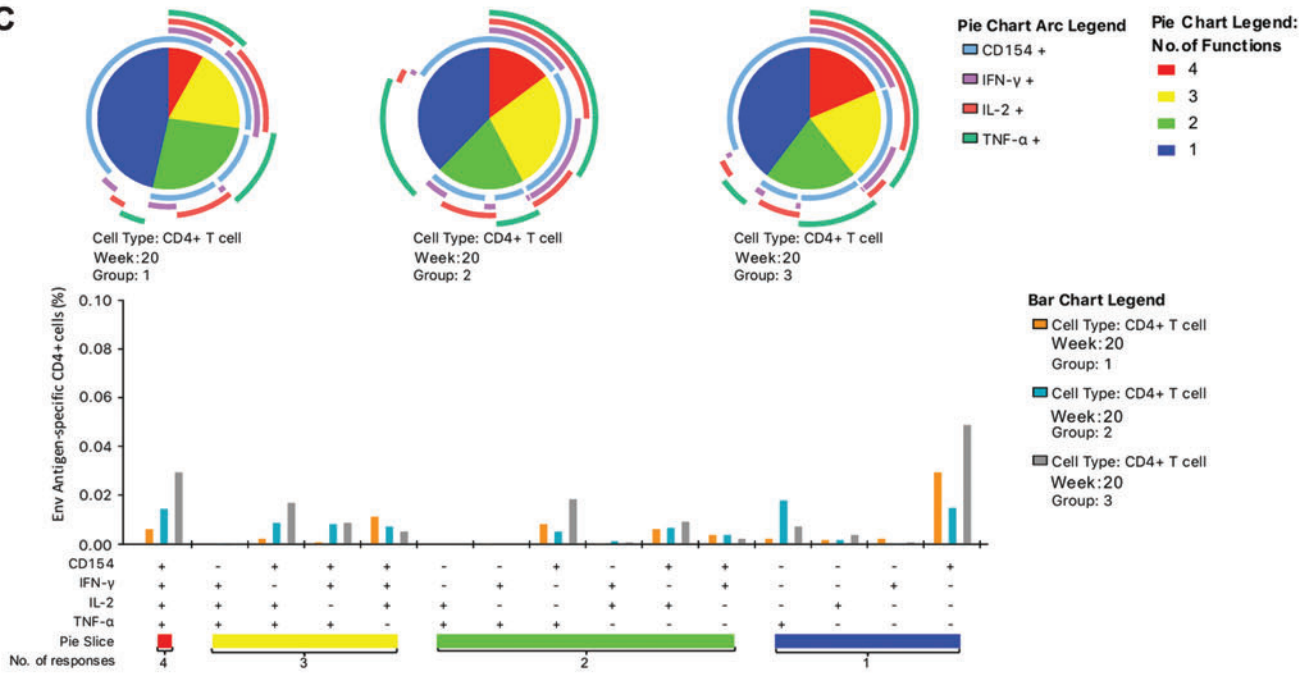 C
Pie Chart Arc Legend
CD154 +
IFN-γ +
IL-2 +
TNF-α +
Pie Chart Legend:
No. of Functions
4
3
2
1
Cell Type: CD4+ T cell
Week:20
Group: 1
Cell Type: CD4+ T cell
Week:20
Group: 2
Cell Type: CD4+ T cell
Week:20
Group: 3
Env Antigen-specific CD4+ cells (%)
0.10
0.08
0.06
0.04
0.02
0.00
Bar Chart Legend
Cell Type: CD4+ T cell
Week:20
Group: 1
Cell Type: CD4+ T cell
Week:20
Group: 2
Cell Type: CD4+ T cell
Week:20
Group: 3
CD154 + - + + + - - + - - + - - - +
IFN-γ + + - + + - + - + - + - - + -
IL-2 + + + - + + - - + + - - + - -
TNF-α + + + + - + + + - - - + - - -
Pie Slice
No. of responses 4 3 2 1